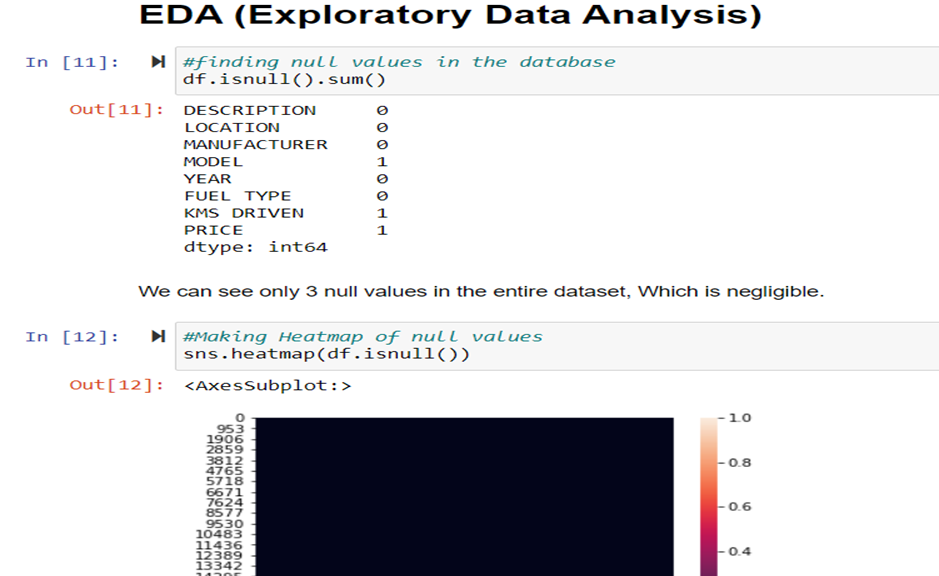 EDA (Exploratory Data Analysis)
In [11]:
#finding null values in the database
df.isnull().sum()
Out[11]:
DESCRIPTION 0
LOCATION 0
MANUFACTURER 0
MODEL 1
YEAR 0
FUEL TYPE 0
KMS DRIVEN 1
PRICE 1
dtype: int64
We can see only 3 null values in the entire dataset, Which is negligible.
In [12]:
#Making Heatmap of null values
sns.heatmap(df.isnull())
Out[12]:
<AxesSubplot:>
0
953
1906
2859
3812
4765
5718
6671
7624
8577
9530
10483
11436
12389
13342
1.0
0.8
0.6
0.4